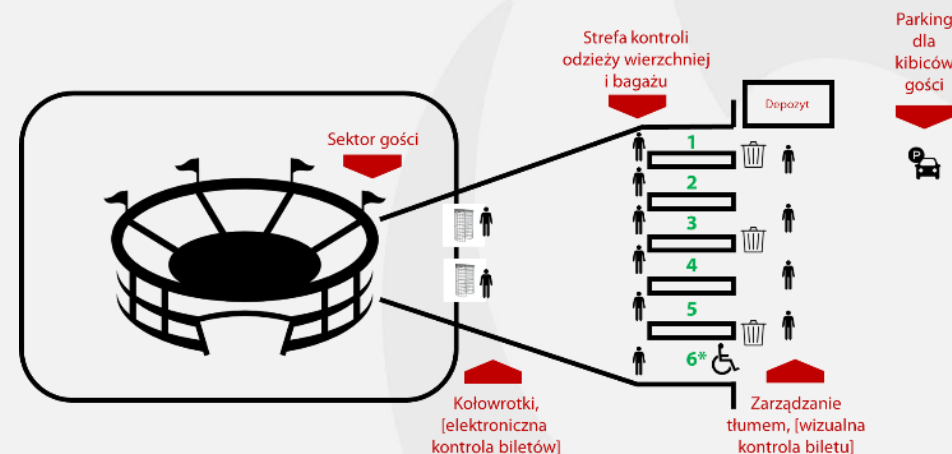 Parking
dla
kibiców
gości
Strefa kontroli
odzieży wierzchniej
i bagażu
Depozyt
Sektor gości
1
2
3
4
5
6*
P
Kołowrotki,
[elektroniczna
kontrola biletów]
Zarządzanie
tłumem, [wizualna
kontrola biletu]